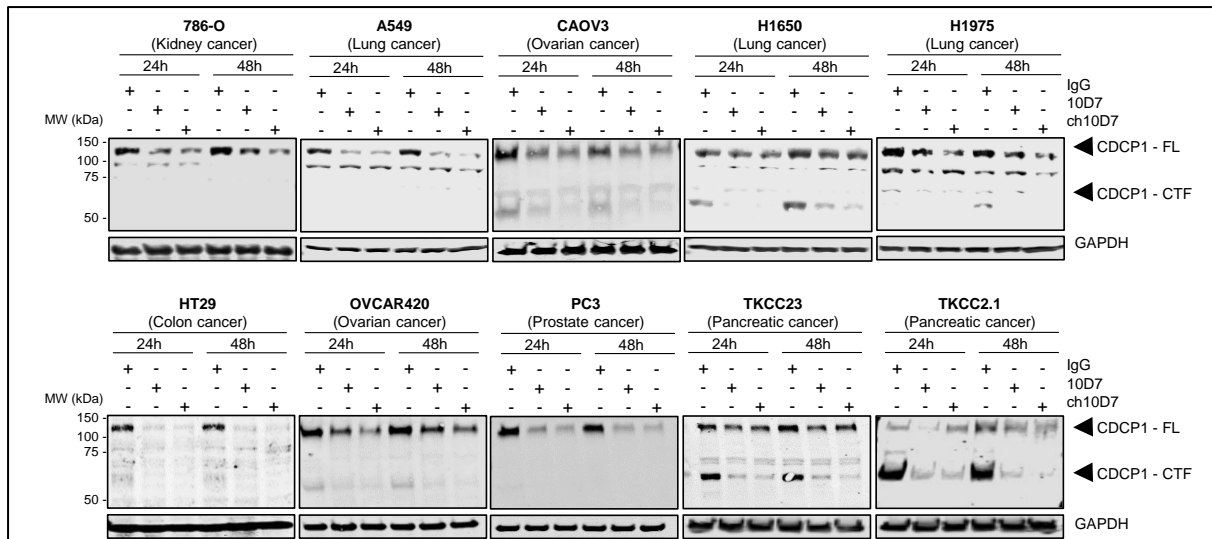 786-O A549 CAOV3 H1650 H1975
(Kidney cancer) (Lung cancer) (Ovarian cancer) (Lung cancer) (Lung cancer)
24h 48h 24h 48h 24h 48h 24h 48h 24h 48h
+ - - + - - + - - + - - + - - + - - + - - + - - + - - + - - IgG
- + - - + - - + - - + - - + - - + - - + - - + - - + - - + - 10D7
- - + - - + - - + - - + - - + - - + - - + - - + - - + - - + ch10D7
MW (kDa)
150 -
CDCP1 - FL
100 -
75 -
CDCP1 - CTF
50 -
GAPDH
HT29 OVCAR420 PC3 TKCC23 TKCC2.1
(Colon cancer) (Ovarian cancer) (Prostate cancer) (Pancreatic cancer) (Pancreatic cancer)
24h 48h 24h 48h 24h 48h 24h 48h 24h 48h
+ - - + - - + - - + - - + - - + - - + - - + - - + - - + - - IgG
- + - - + - - + - - + - - + - - + - - + - - + - - + - - + - 10D7
- - + - - + - - + - - + - - + - - + - - + - - + - - + - - + ch10D7
MW (kDa)
150 -
CDCP1 - FL
100 -
75 -
CDCP1 - CTF
50 -
GAPDH